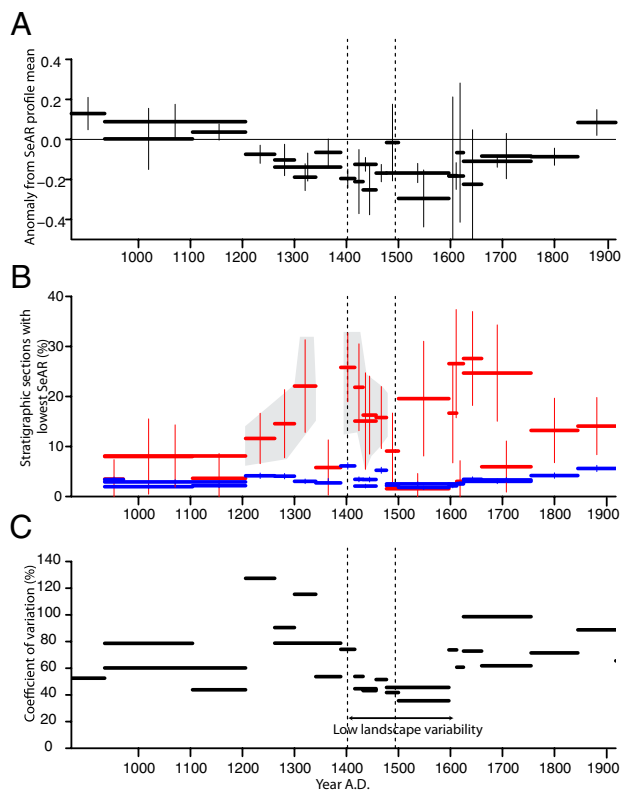 A
Anomaly from SeAR profile mean
0.4
0.2
0.0
−0.2
−0.4
1000 1100 1200 1300 1400 1500 1600 1700 1800 1900
B
Stratigraphic sections with
lowest SeAR (%)
40
30
20
10
0
1000 1100 1200 1300 1400 1500 1600 1700 1800 1900
C
Coefficient of variation (%)
140
120
100
80
60
40
20
0
Low landscape variability
1000 1100 1200 1300 1400 1500 1600 1700 1800 1900
Year A.D.